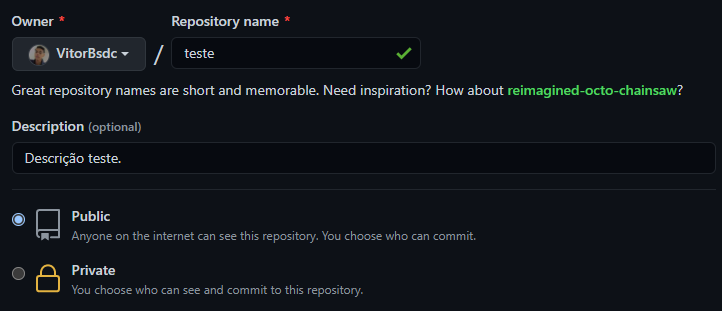 Owner * Repository name *
VitorBsdc / teste
Great repository names are short and memorable. Need inspiration? How about reimagined-octo-chainsaw?
Description (optional)
Descrição teste.
Public
Anyone on the internet can see this repository. You choose who can commit.
Private
You choose who can see and commit to this repository.